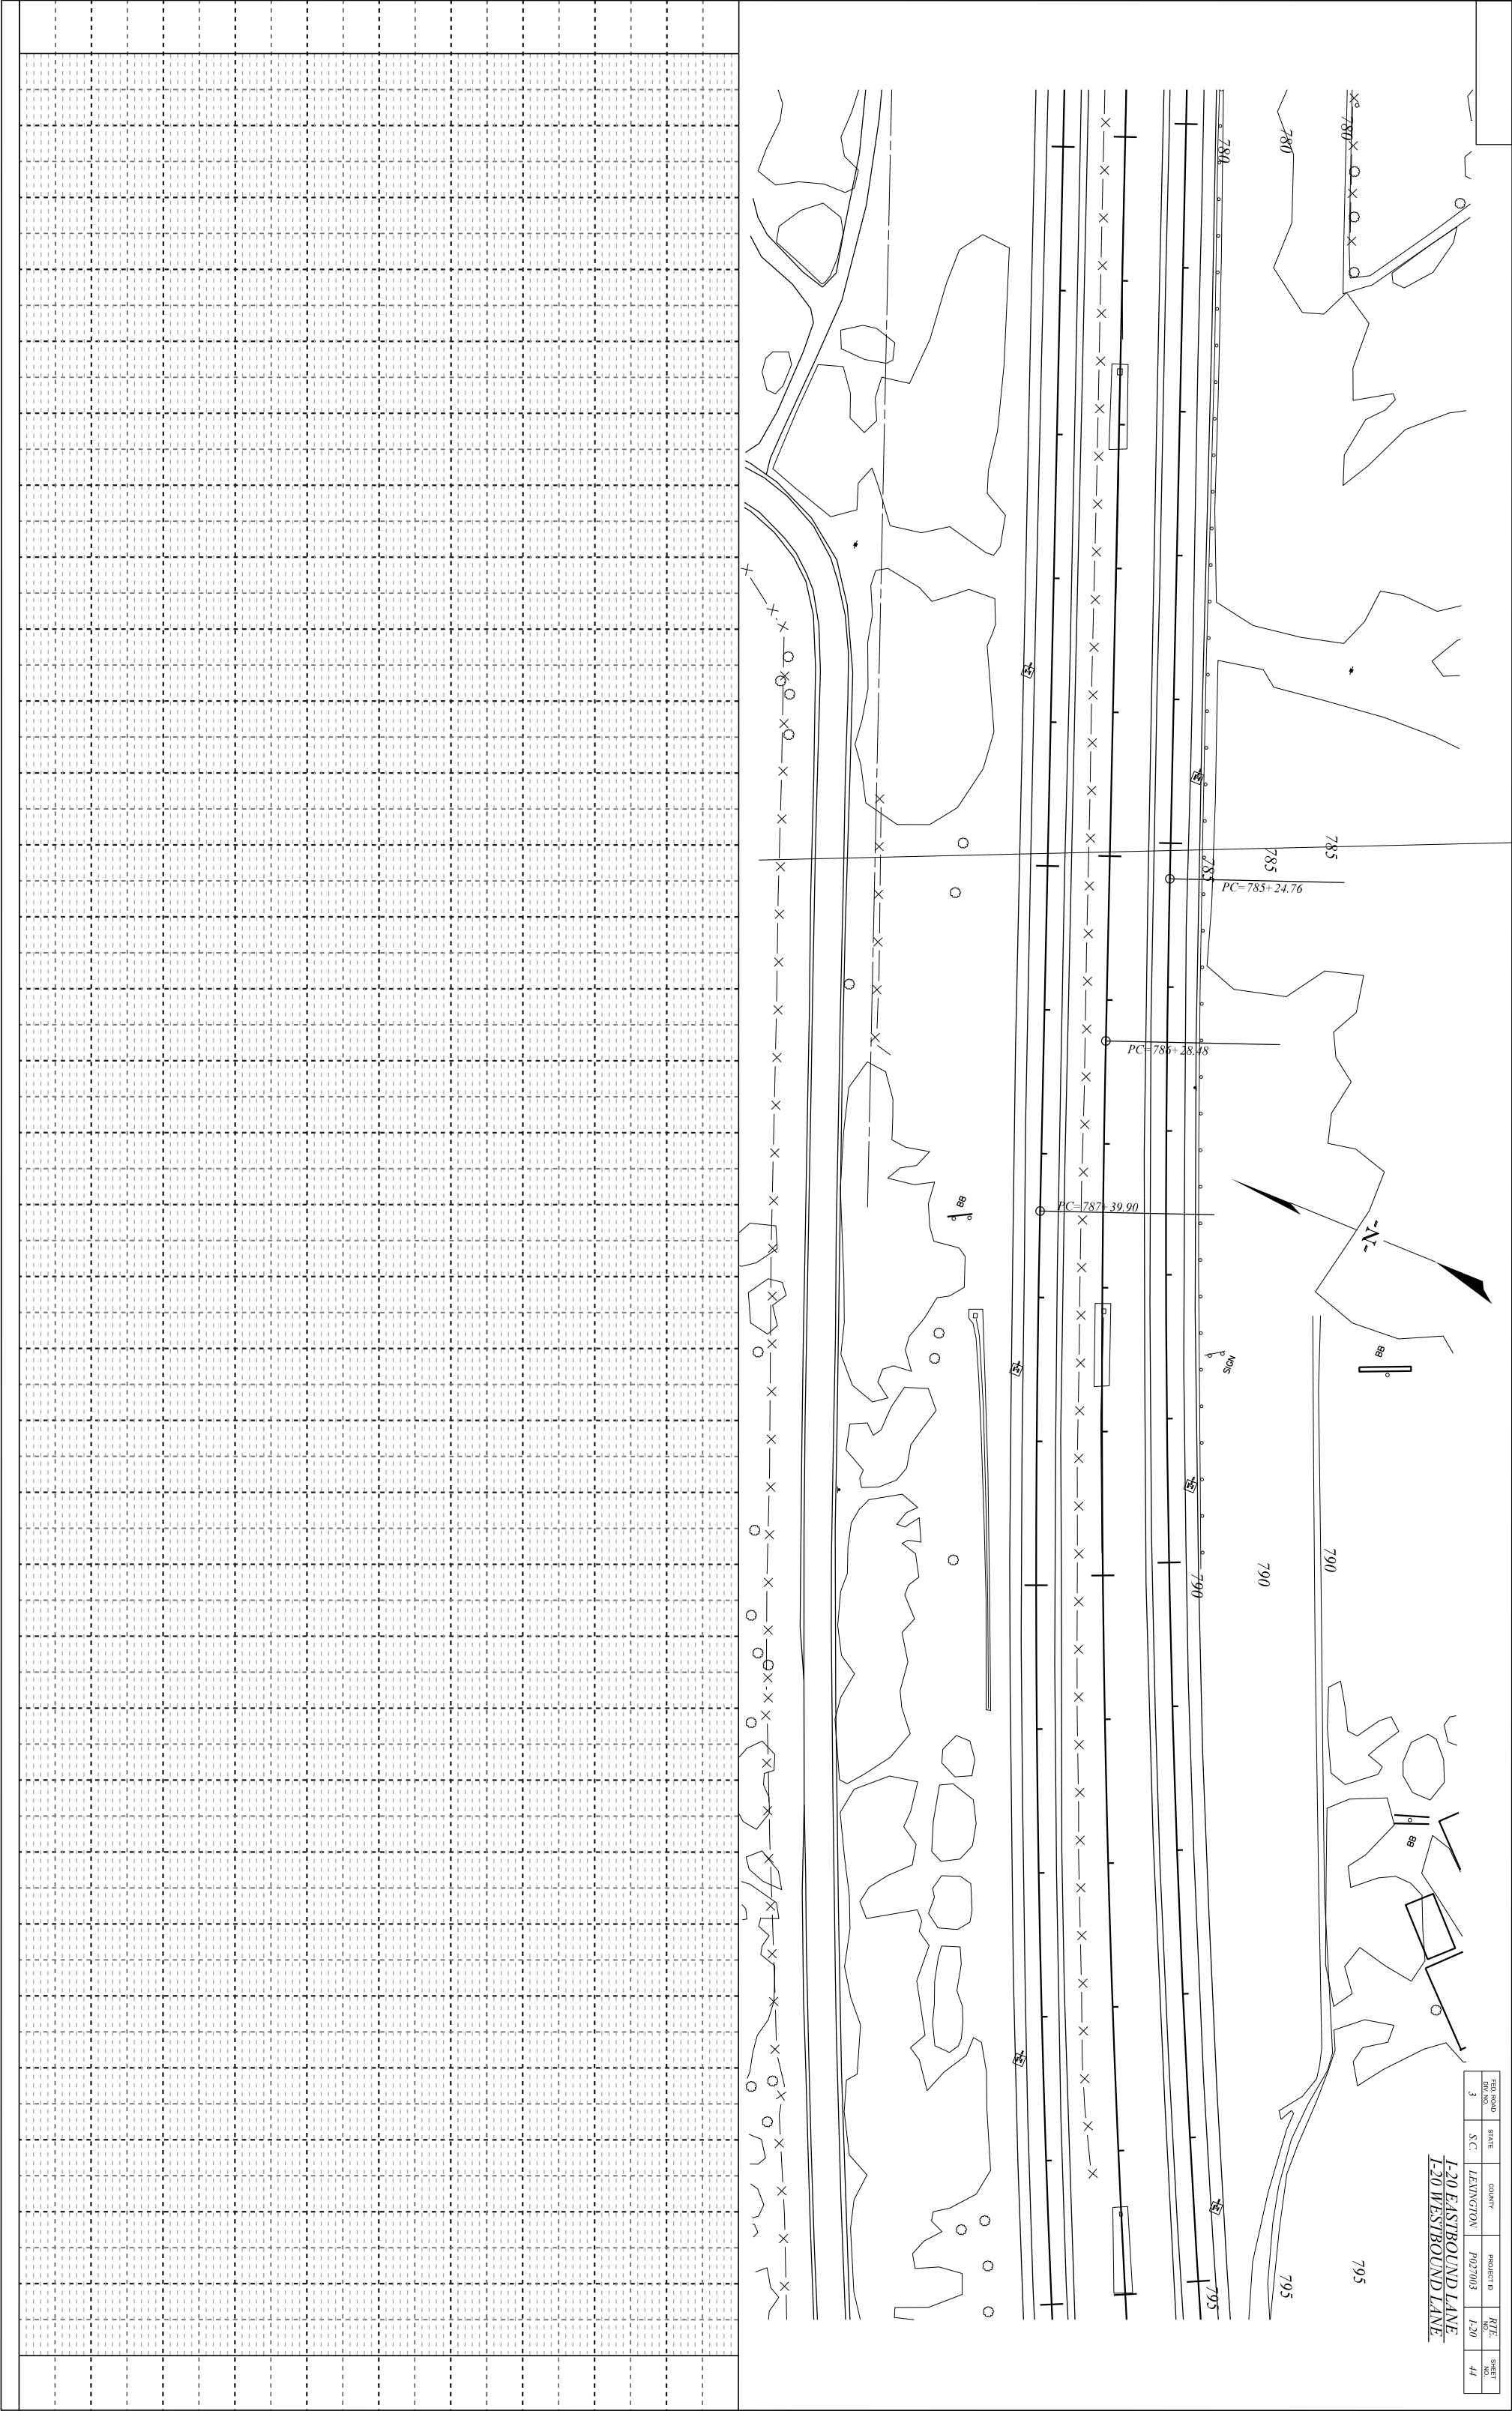 FED. ROAD DIV. NO. STATE COUNTY PROJECT ID RTE. NO. SHEET NO.
3 S.C. LEXINGTON P027003 I-20 44
I-20 EASTBOUND LANE
I-20 WESTBOUND LANE
780
780
780
785
785
785
PC=785+24.76
PC=786+28.48
PC=787+39.90
-N-
BB
BB
SIGN
790
790
790
BB
795
795
795